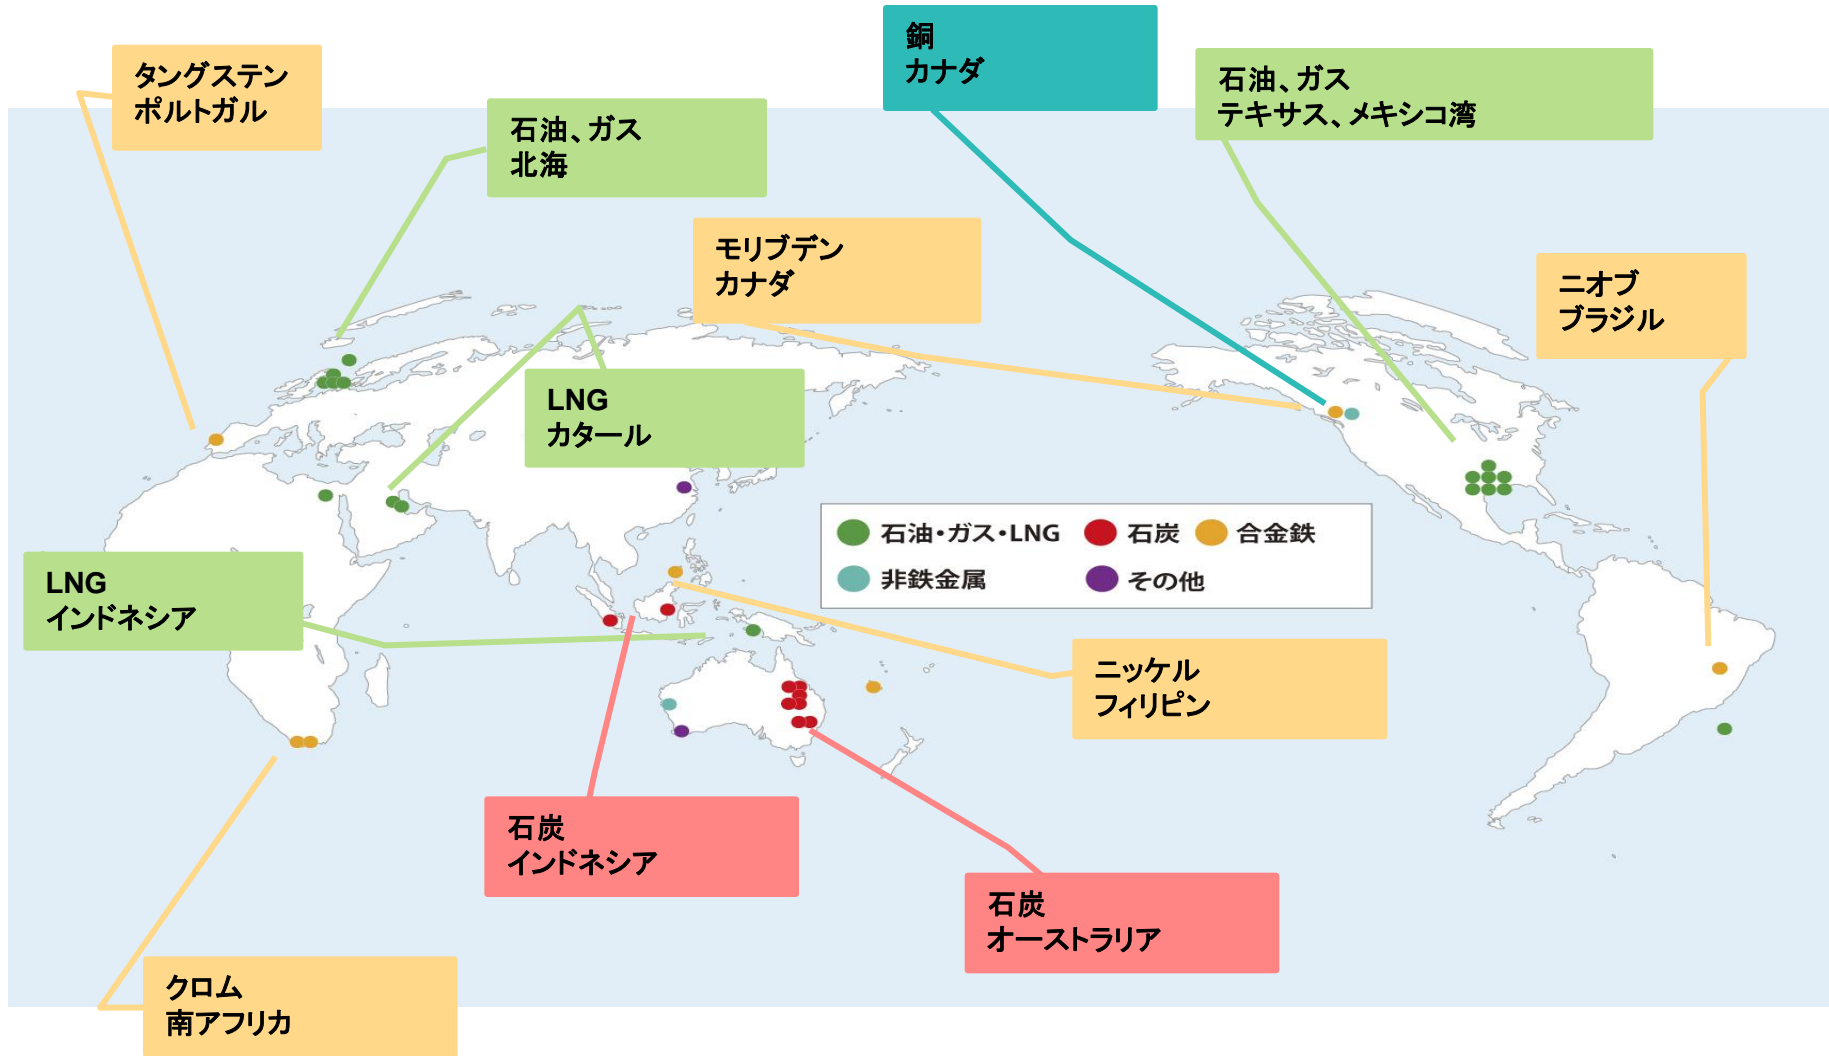 銅
カナダ
タングステン
ポルトガル
石油、ガス
テキサス、メキシコ湾
石油、ガス
北海
モリブデン
カナダ
ニオブ
ブラジル
LNG
カタール
石油・ガス・LNG
石炭
合金鉄
非鉄金属
その他
LNG
インドネシア
ニッケル
フィリピン
石炭
インドネシア
石炭
オーストラリア
クロム
南アフリカ